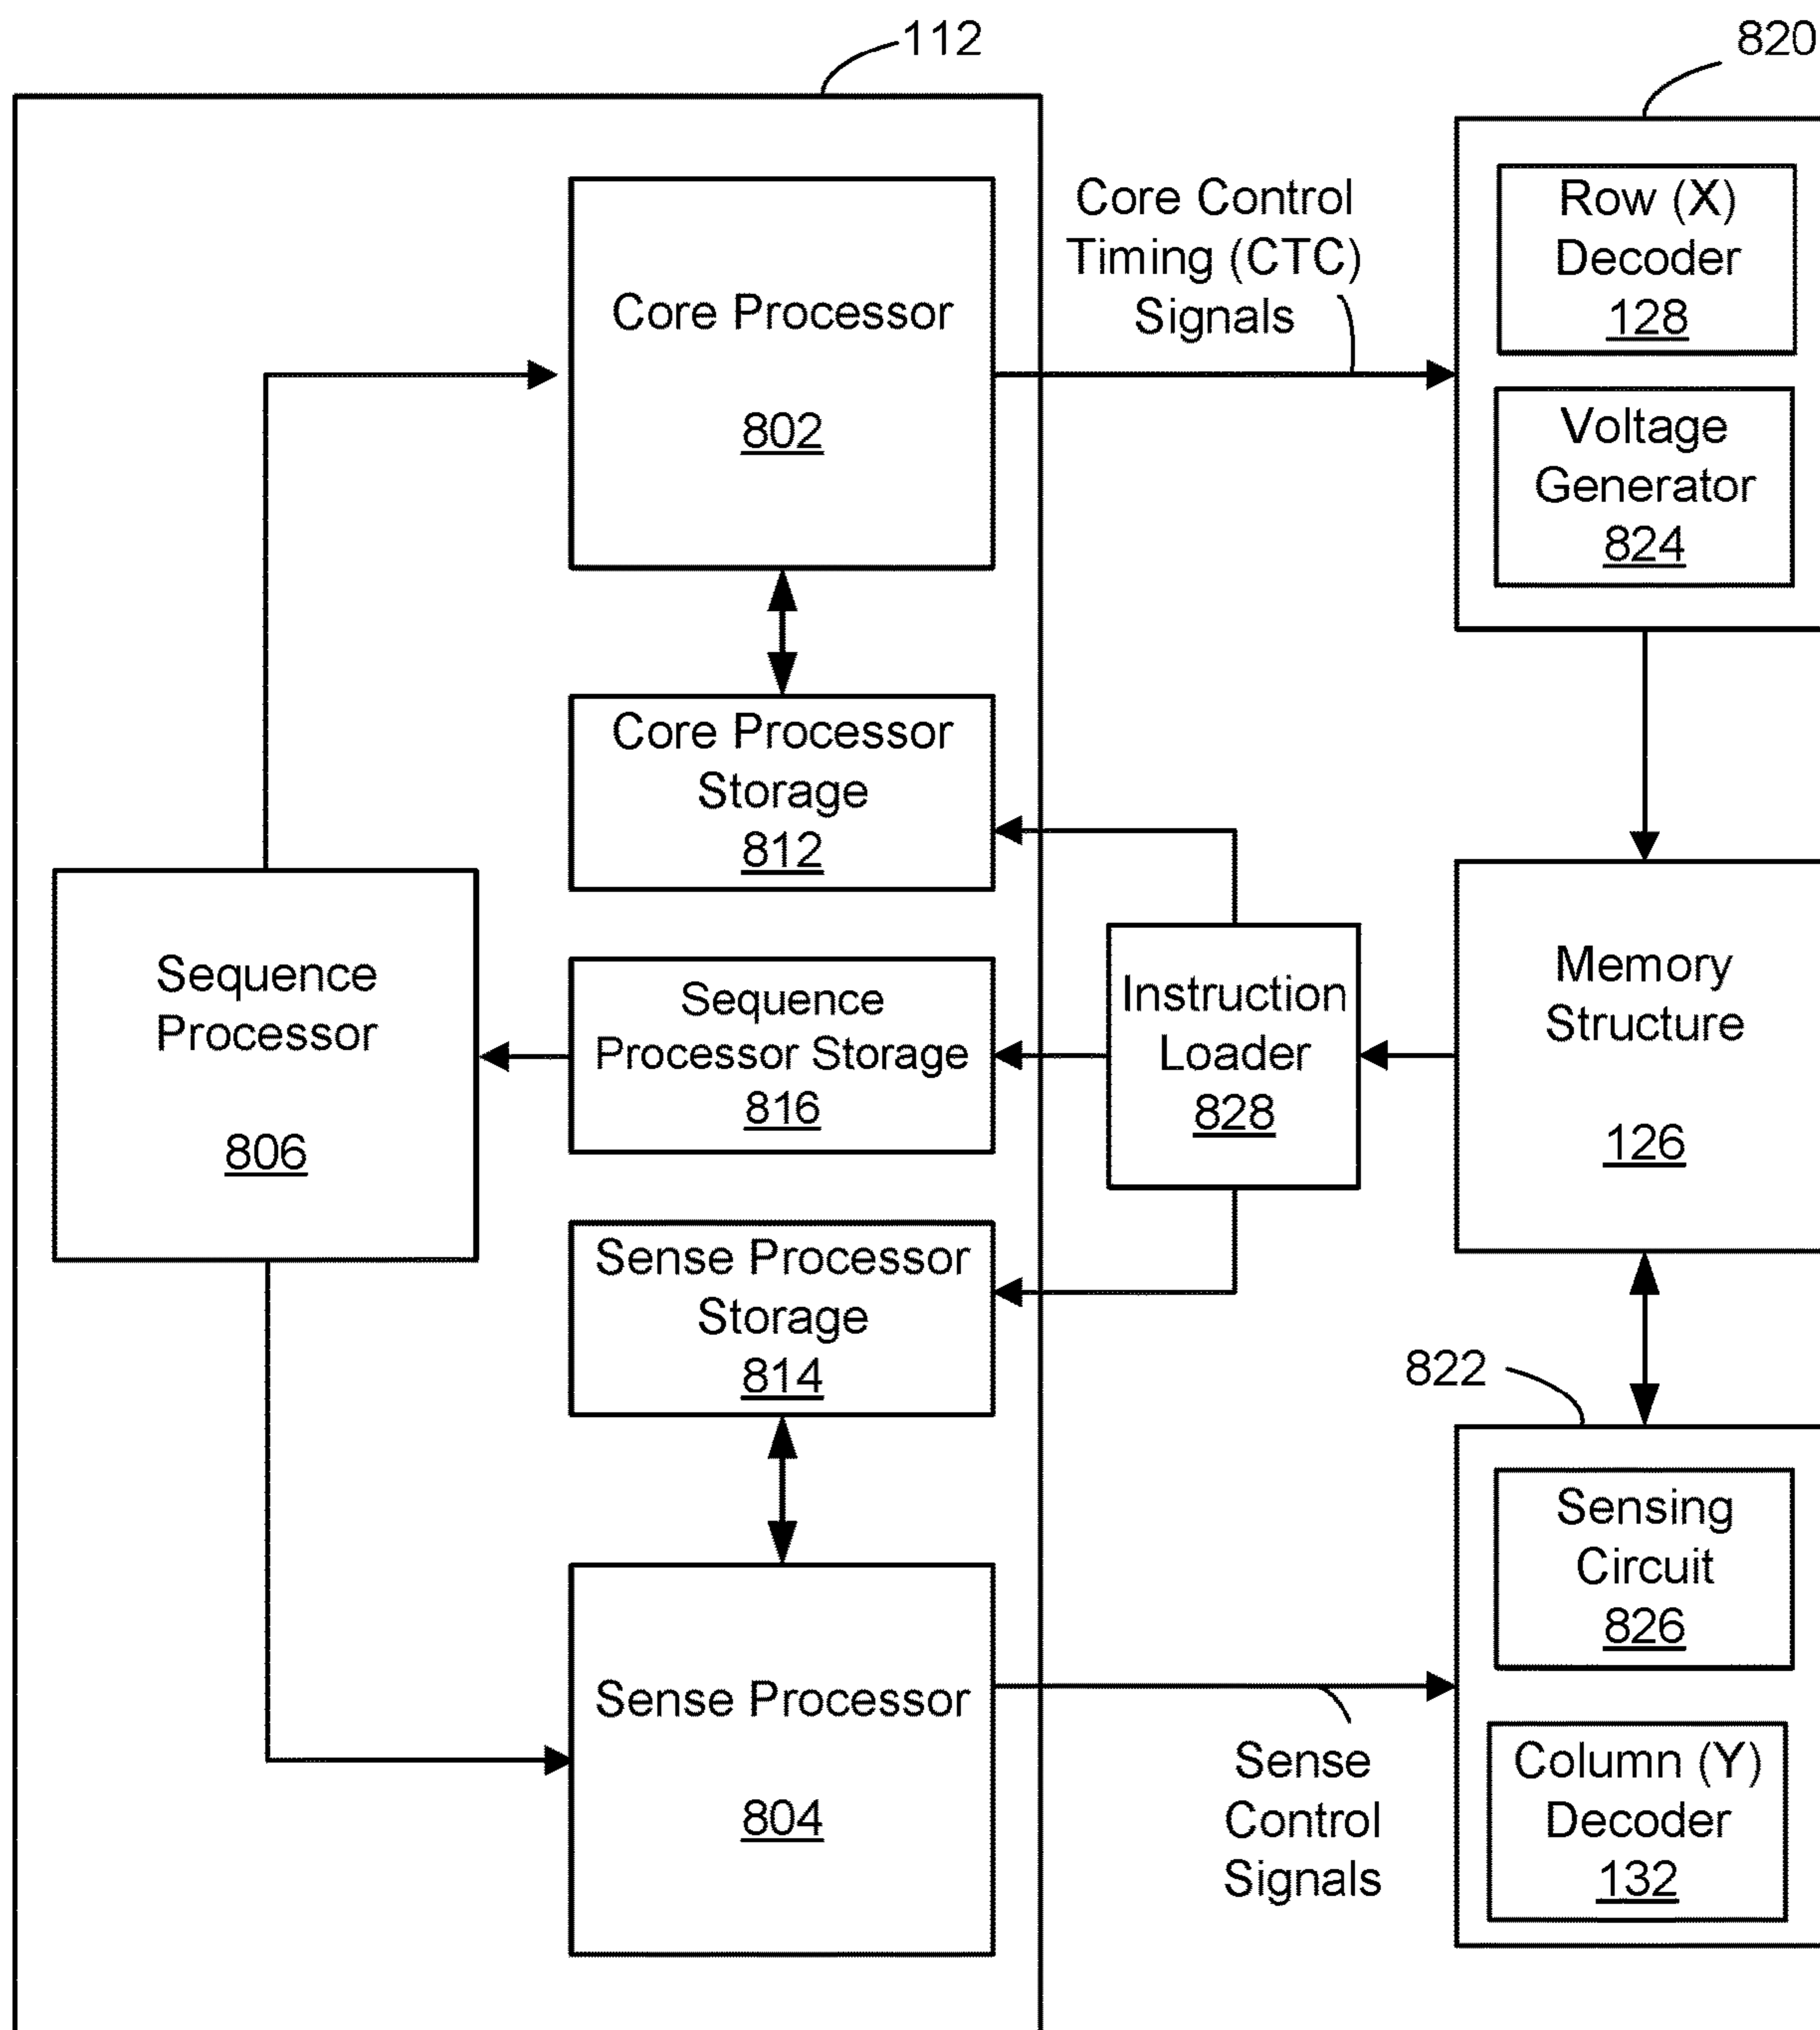 112
820
Core Processor
802
Core Control
Timing (CTC)
Signals
Row (X)
Decoder
128
Voltage
Generator
824
Core Processor
Storage
812
Sequence
Processor
806
Sequence
Processor Storage
816
Instruction
Loader
828
Memory
Structure
126
Sense Processor
Storage
814
822
Sense Processor
804
Sense
Control
Signals
Sensing
Circuit
826
Column (Y)
Decoder
132